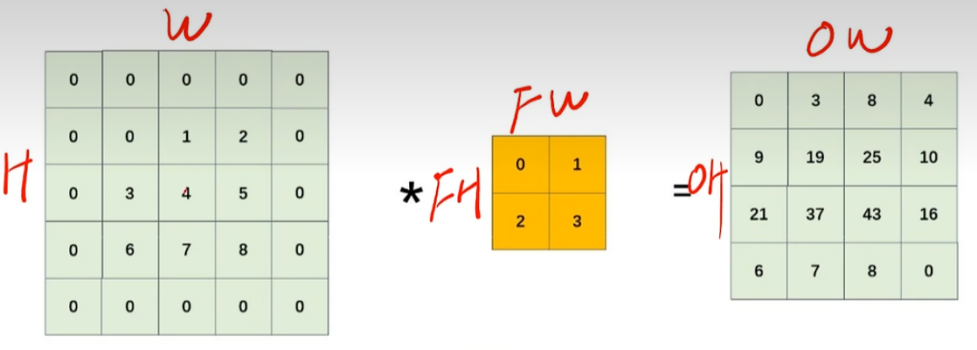 W
H
0 0 0 0 0
0 0 1 2 0
0 3 4 5 0
0 6 7 8 0
0 0 0 0 0
*
FW
FH
0 1
2 3
=
OW
OH
0 3 8 4
9 19 25 10
21 37 43 16
6 7 8 0